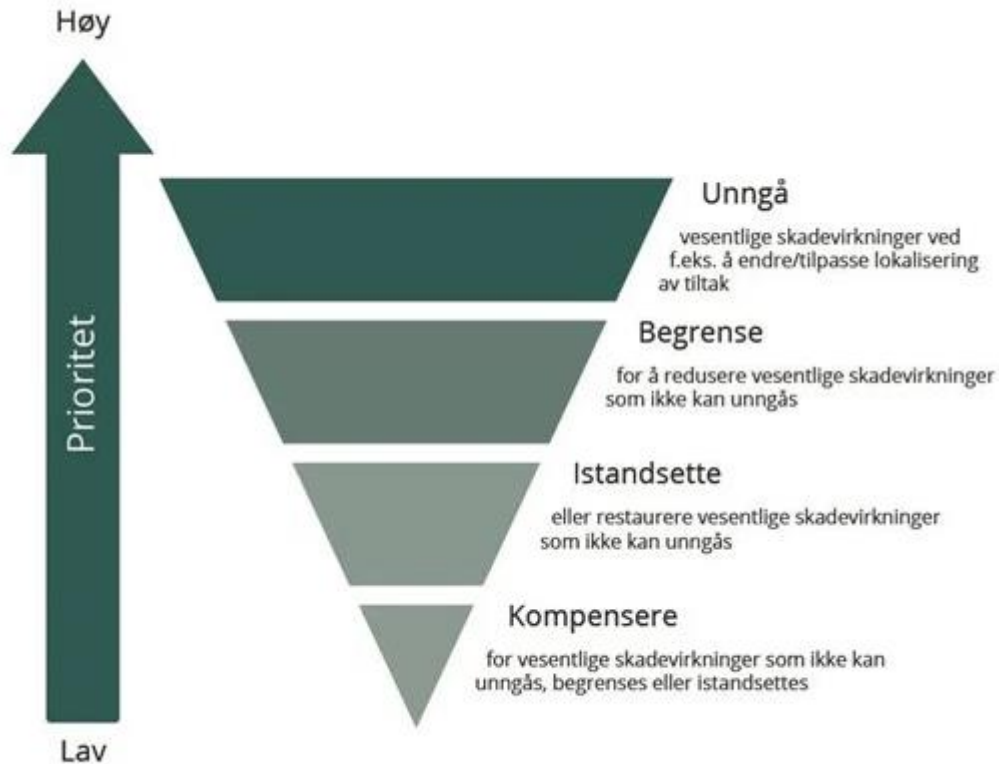 Høy
Prioritet
Lav
Unngå
vesentlige skadevirkninger ved
f.eks. å endre/tilpasse lokalisering
av tiltak
Begrense
for å redusere vesentlige skadevirkninger
som ikke kan unngås
Istandsette
eller restaurere vesentlige skadevirkninger
som ikke kan unngås
Kompensere
for vesentlige skadevirkninger som ikke kan
unngås, begrenses eller istandsettes